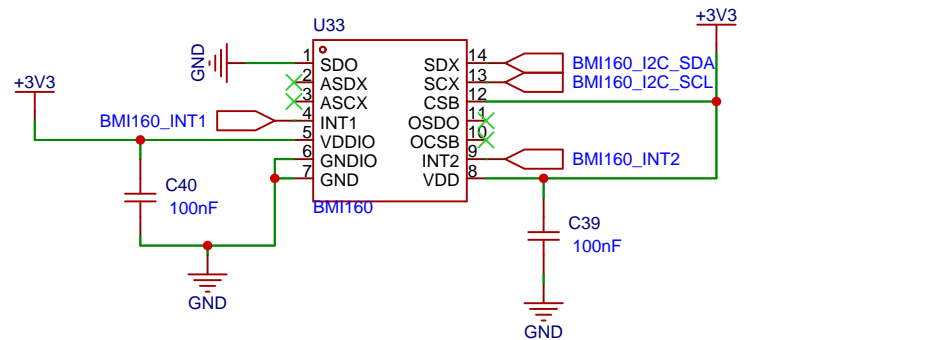 U33
+3V3
GND
1 SDO
SDX 14
BMI160_I2C_SDA
2 ASDX
SCX 13
BMI160_I2C_SCL
+3V3
3 ASCX
CSB 12
BMI160_INT1
4 INT1
OSDO 11
5 VDDIO
OCSB 10
6 GNDIO
INT2 9
BMI160_INT2
7 GND
VDD 8
BMI160
C40
100nF
C39
100nF
GND
GND